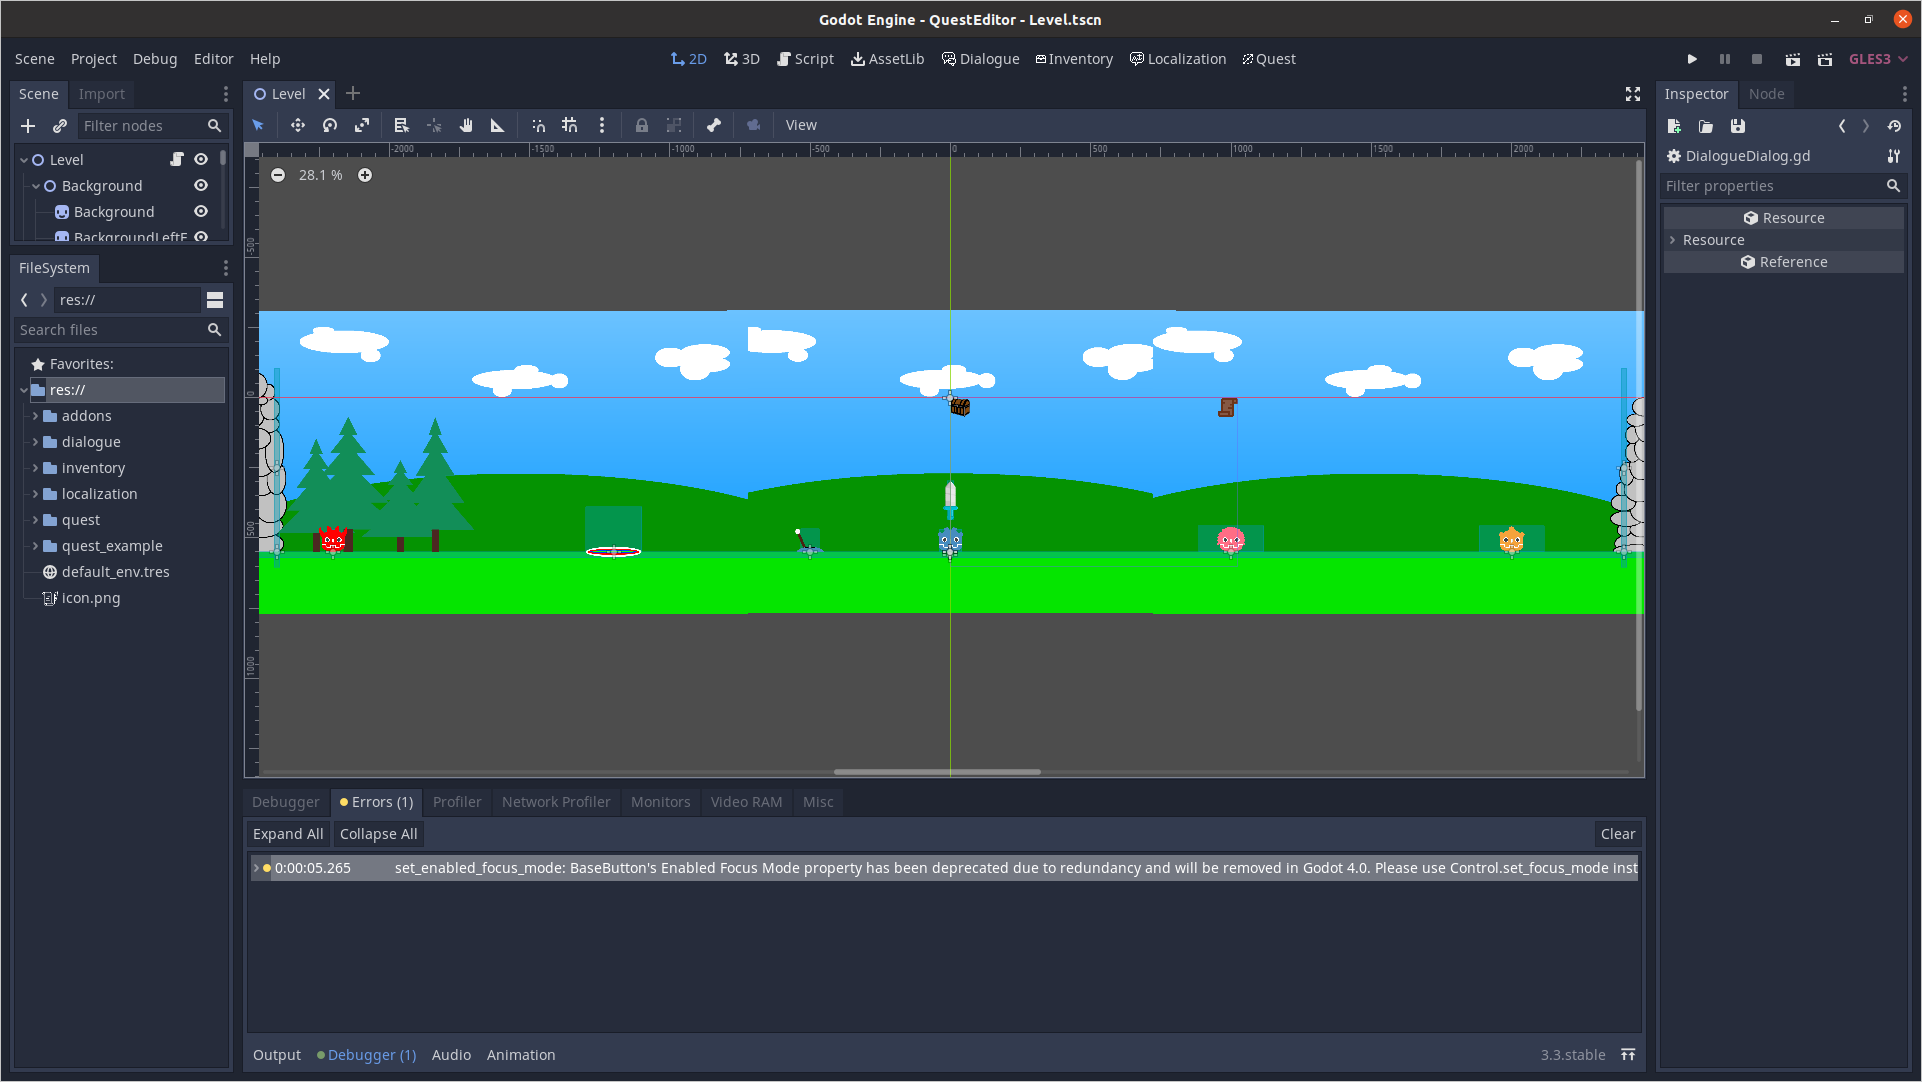 Godot Engine - QuestEditor - Level.tscn
Scene Project Debug Editor Help
2D 3D Script AssetLib Dialogue Inventory Localization Quest
GLES3
Scene Import
Filter nodes
Level
Background
Background
BackgroundLeftE
FileSystem
res://
Search files
Favorites:
res://
addons
dialogue
inventory
localization
quest
quest_example
default_env.tres
icon.png
Level
View
-2000 -1500 -1000 -500 0 500 1000 1500 2000
-500
0
500
1000
28.1 %
Debugger Errors (1) Profiler Network Profiler Monitors Video RAM Misc
Expand All Collapse All Clear
0:00:05.265 set_enabled_focus_mode: BaseButton's Enabled Focus Mode property has been deprecated due to redundancy and will be removed in Godot 4.0. Please use Control.set_focus_mode inst
Output Debugger (1) Audio Animation 3.3.stable
Inspector Node
DialogueDialog.gd
Filter properties
Resource
Resource
Reference